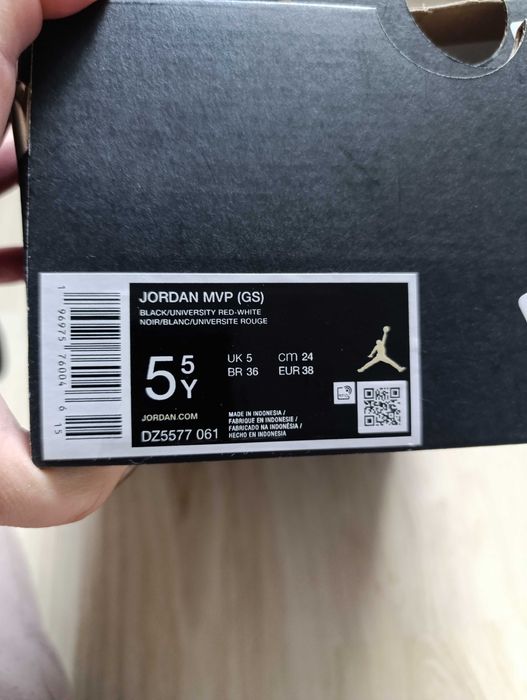 JORDAN MVP (GS)
BLACK/UNIVERSITY RED-WHITE
NOIR/BLANC/UNIVERSITE ROUGE
5 5 Y
UK 5 CM 24
BR 36 EUR 38
JORDAN.COM
DZ5577 061
MADE IN INDONESIA /
FABRIQUE EN INDONESIE /
FABRICADO NA INDONÉSIA /
HECHO EN INDONESIA
1 96975 76004 6 15